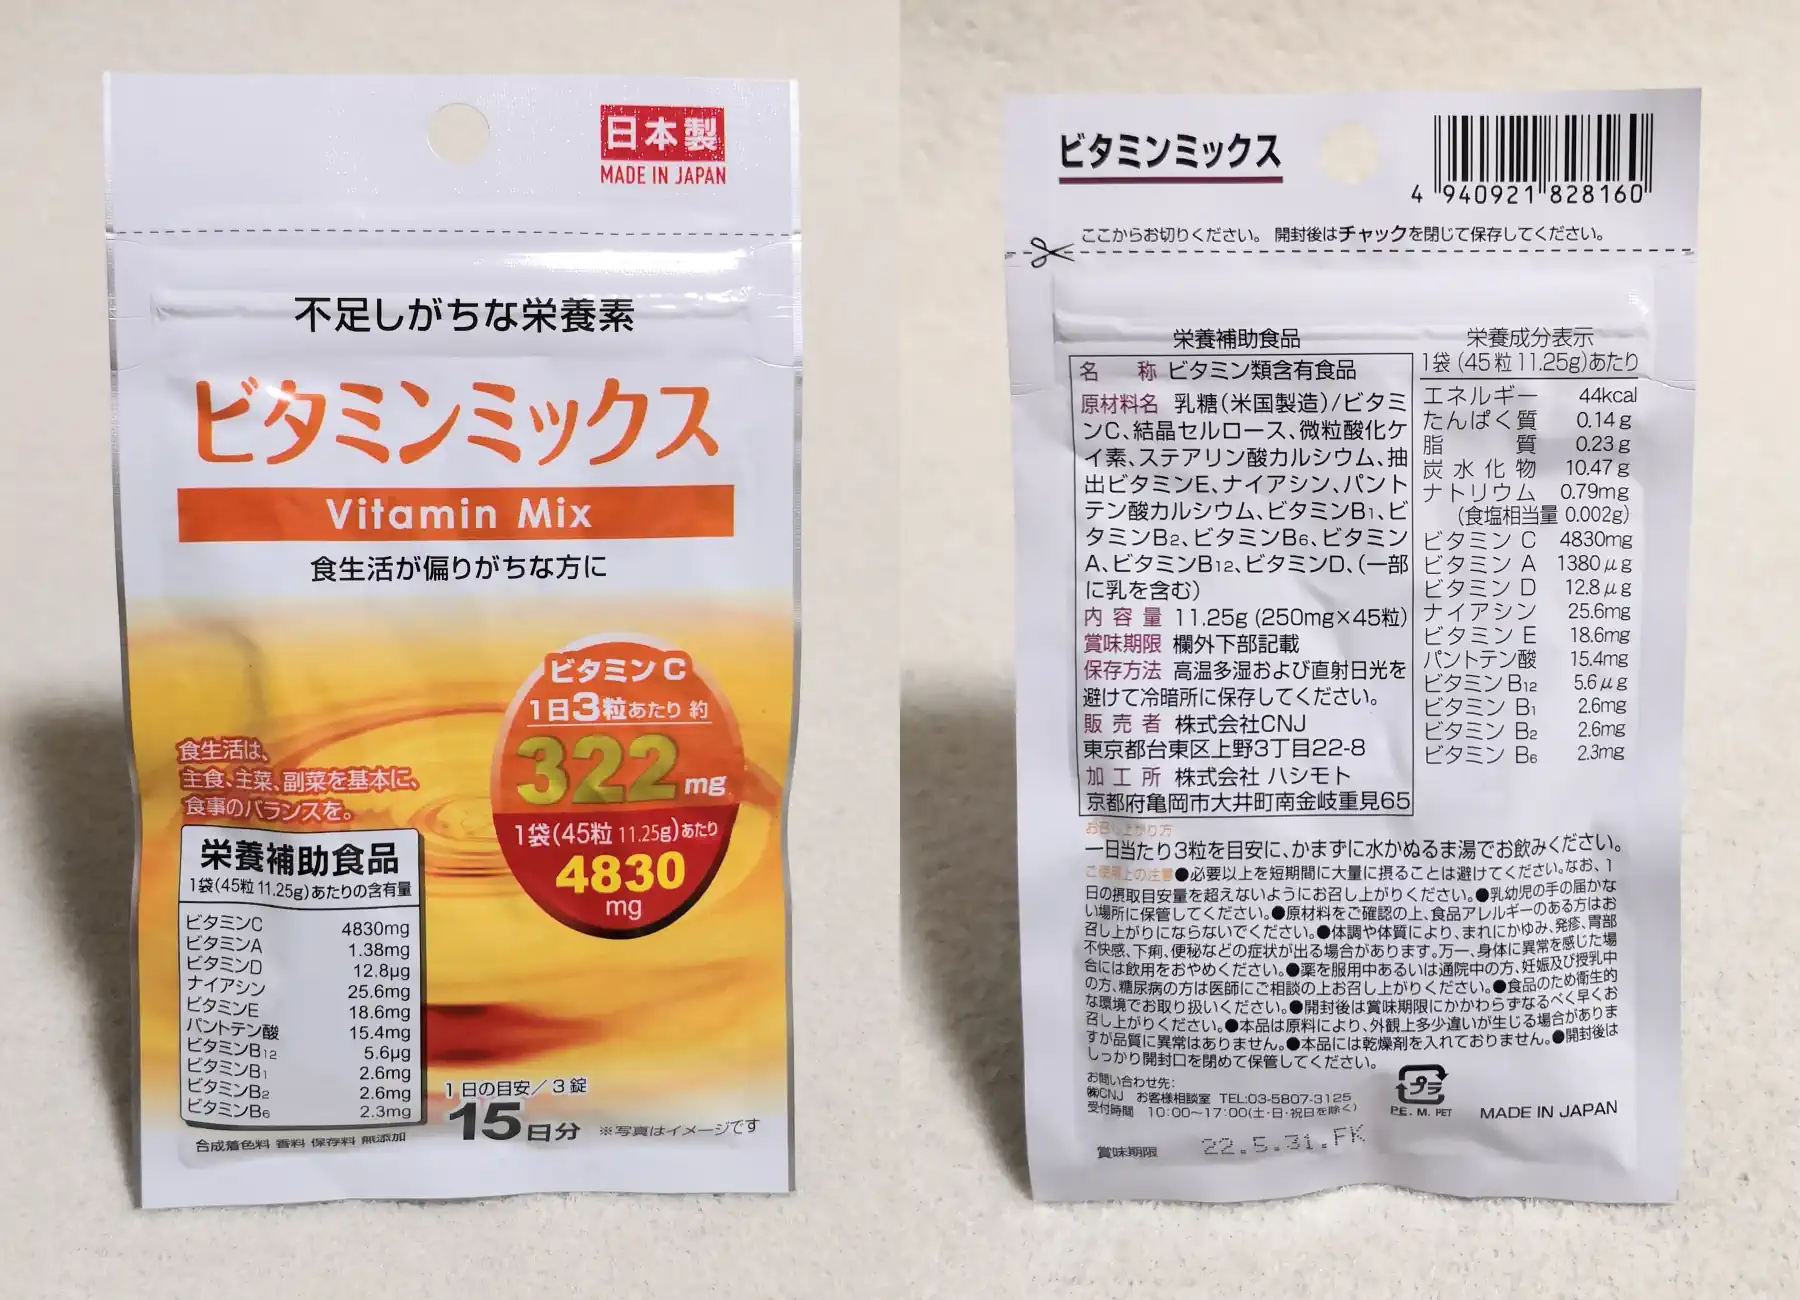 日本製
MADE IN JAPAN
不足しがちな栄養素
ビタミンミックス
Vitamin Mix
食生活が偏りがちな方に
ビタミン C
1日3粒あたり 約
322 mg
1袋(45粒 11.25g)あたり
4830
mg
食生活は、
主食、主菜、副菜を基本に、
食事のバランスを。
栄養補助食品
1袋(45粒 11.25g)あたりの含有量
ビタミンC 4830mg
ビタミンA 1.38mg
ビタミンD 12.8μg
ナイアシン 25.6mg
ビタミンE 18.6mg
パントテン酸 15.4mg
ビタミンB12 5.6μg
ビタミンB1 2.6mg
ビタミンB2 2.6mg
ビタミンB6 2.3mg
合成着色料 香料 保存料 無添加
1日の目安/3錠
15日分
※写真はイメージです
ビタミンミックス
4 940921 828160
ここからお切りください。 開封後はチャックを閉じて保存してください。
栄養補助食品
名 称 ビタミン類含有食品
原材料名 乳糖(米国製造)/ビタミ
ンC、結晶セルロース、微粒酸化ケ
イ素、ステアリン酸カルシウム、抽
出ビタミンE、ナイアシン、パント
テン酸カルシウム、ビタミンB1、ビ
タミンB2、ビタミンB6、ビタミン
A、ビタミンB12、ビタミンD、(一部
に乳を含む)
内 容 量 11.25g (250mg×45粒)
賞味期限 欄外下部記載
保存方法 高温多湿および直射日光を
避けて冷暗所に保存してください。
販 売 者 株式会社CNJ
東京都台東区上野3丁目22-8
加 工 所 株式会社 ハシモト
京都府亀岡市大井町南金岐重見65
栄養成分表示
1袋 (45粒 11.25g)あたり
エネルギー 44kcal
たんぱく質 0.14g
脂 質 0.23g
炭水化物 10.47g
ナトリウム 0.79mg
(食塩相当量 0.002g)
ビタミン C 4830mg
ビタミン A 1380μg
ビタミン D 12.8μg
ナイアシン 25.6mg
ビタミン E 18.6mg
パントテン酸 15.4mg
ビタミン B12 5.6μg
ビタミン B1 2.6mg
ビタミン B2 2.6mg
ビタミン B6 2.3mg
お召し上がり方
一日当たり3粒を目安に、かまずに水かぬるま湯でお飲みください。
ご使用上の注意●必要以上を短期間に大量に摂ることは避けてください。なお、1
日の摂取目安量を超えないようにお召し上がりください。●乳幼児の手の届かな
い場所に保管してください。●原材料をご確認の上、食品アレルギーのある方はお
召し上がりにならないでください。●体調や体質により、まれにかゆみ、発疹、胃部
不快感、下痢、便秘などの症状が出る場合があります。万一、身体に異常を感じた場
合には飲用をおやめください。●薬を服用中あるいは通院中の方、妊娠及び授乳中
の方、糖尿病の方は医師にご相談の上お召し上がりください。●食品のため衛生的
な環境でお取り扱いください。●開封後は賞味期限にかかわらずなるべく早くお
召し上がりください。●本品は原料により、外観上多少違いが生じる場合がありま
すが品質に異常はありません。●本品には乾燥剤を入れておりません。●開封後は
しっかり開封口を閉めて保管してください。
お問い合わせ先:
㈱CNJ お客様相談室 TEL:03-5807-3125
受付時間 10:00~17:00(土・日・祝日を除く)
プラ
PE. M. PET
MADE IN JAPAN
賞味期限 22.5.31.FK